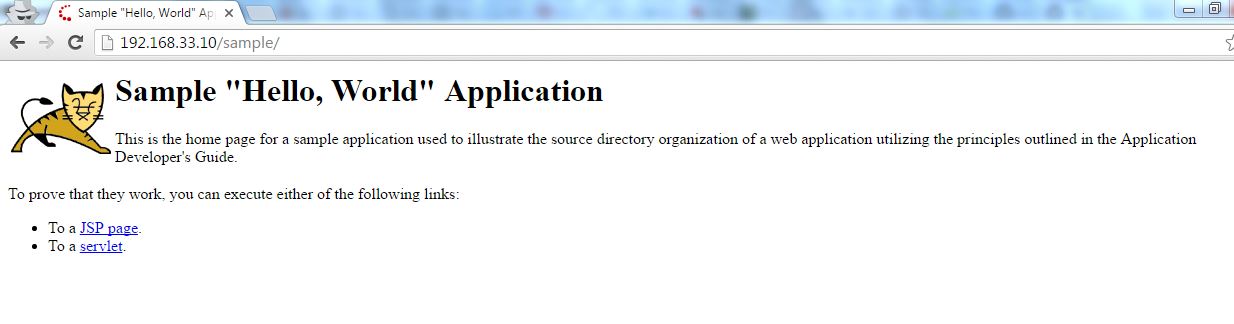 Sample "Hello, World" Ap
192.168.33.10/sample/
Sample "Hello, World" Application
This is the home page for a sample application used to illustrate the source directory organization of a web application utilizing the principles outlined in the Application
Developer's Guide.
To prove that they work, you can execute either of the following links:
To a JSP page.
To a servlet.